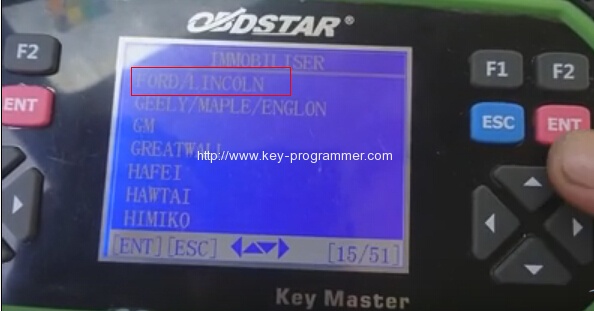 OBDSTAR®
F2
ENT
IMMOBILISER
FORD/LINCOLN
GEELY/MAPLE/ENGLON
GM
GREATWALL
http://www.key-programmer.com
HAFEI
HAWTAI
HIMIKO
[ENT][ESC] [15/51]
F1
F2
ESC
ENT
Key Master